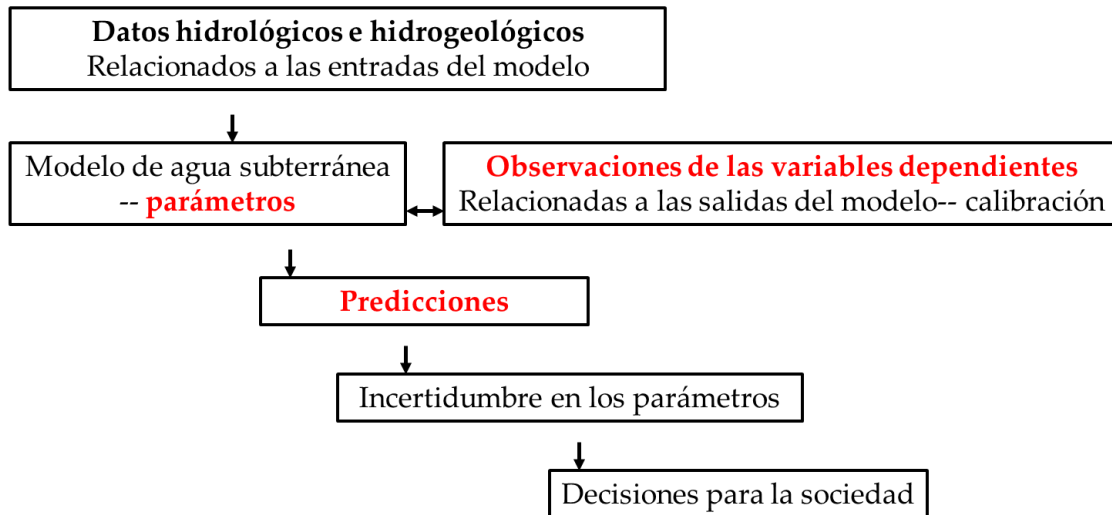 Datos hidrológicos e hidrogeológicos
Relacionados a las entradas del modelo
Modelo de agua subterránea
-- parámetros
Observaciones de las variables dependientes
Relacionadas a las salidas del modelo-- calibración
Predicciones
Incertidumbre en los parámetros
Decisiones para la sociedad